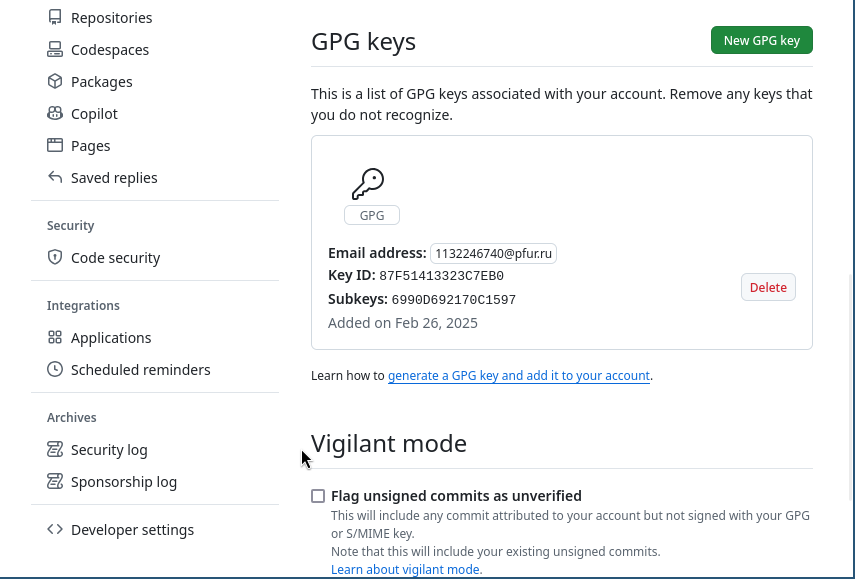 Repositories
Codespaces
Packages
Copilot
Pages
Saved replies
Security
Code security
Integrations
Applications
Scheduled reminders
Archives
Security log
Sponsorship log
Developer settings
GPG keys
New GPG key
This is a list of GPG keys associated with your account. Remove any keys that
you do not recognize.
GPG
Email address: 1132246740@pfur.ru
Key ID: 87F51413323C7EB0
Subkeys: 6990D692170C1597
Added on Feb 26, 2025
Delete
Learn how to generate a GPG key and add it to your account.
Vigilant mode
Flag unsigned commits as unverified
This will include any commit attributed to your account but not signed with your GPG
or S/MIME key.
Note that this will include your existing unsigned commits.
Learn about vigilant mode.